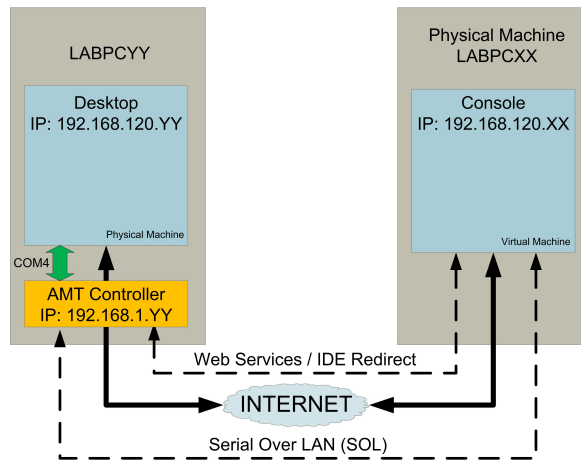 LABPCYY
Desktop
IP: 192.168.120.YY
Physical Machine
COM4
AMT Controller
IP: 192.168.1.YY
Physical Machine
LABPCXX
Console
IP: 192.168.120.XX
Virtual Machine
Web Services / IDE Redirect
INTERNET
Serial Over LAN (SOL)